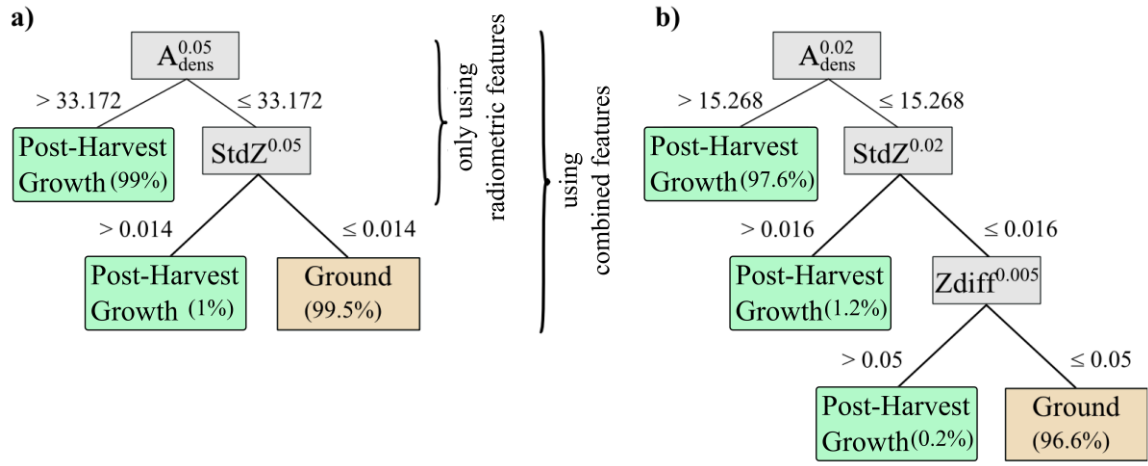 a)
A_dens^0.05
> 33.172
≤ 33.172
Post-Harvest
Growth (99%)
StdZ^0.05
> 0.014
≤ 0.014
Post-Harvest
Growth (1%)
Ground
(99.5%)
only using
radiometric features
using
combined features
b)
A_dens^0.02
> 15.268
≤ 15.268
Post-Harvest
Growth(97.6%)
StdZ^0.02
> 0.016
≤ 0.016
Post-Harvest
Growth(1.2%)
Zdiff^0.005
> 0.05
≤ 0.05
Post-Harvest
Growth(0.2%)
Ground
(96.6%)